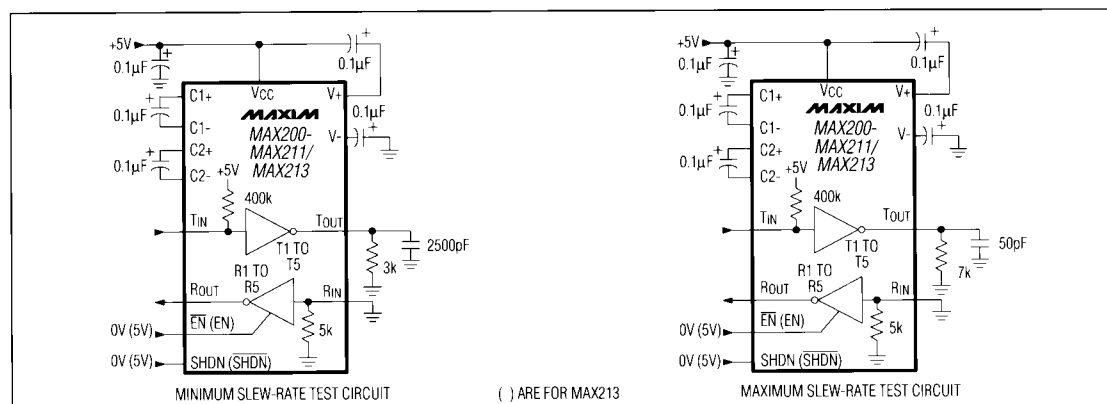 +5V
0.1µF
0.1µF
VCC
V+
C1+
0.1µF
C1-
MAXIM
MAX200-
MAX211/
MAX213
0.1µF
V-
C2+
0.1µF
C2-
+5V
400k
TIN
TOUT
T1 TO
T5
2500pF
3k
R1 TO
R5
ROUT
RIN
5k
0V (5V)
EN (EN)
0V (5V)
SHDN (SHDN)
MINIMUM SLEW-RATE TEST CIRCUIT
( ) ARE FOR MAX213
+5V
0.1µF
0.1µF
VCC
V+
C1+
0.1µF
C1-
MAXIM
MAX200-
MAX211/
MAX213
0.1µF
V-
C2+
0.1µF
C2-
+5V
400k
TIN
TOUT
T1 TO
T5
50pF
7k
R1 TO
R5
ROUT
RIN
5k
0V (5V)
EN (EN)
0V (5V)
SHDN (SHDN)
MAXIMUM SLEW-RATE TEST CIRCUIT